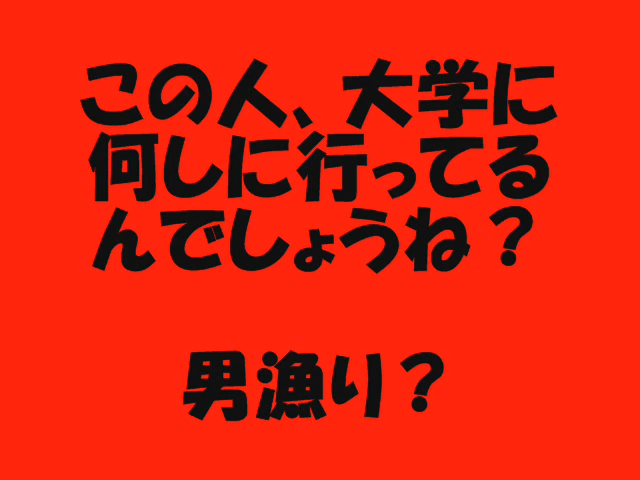 この人、大学に
何しに行ってる
んでしょうね？
男漁り？